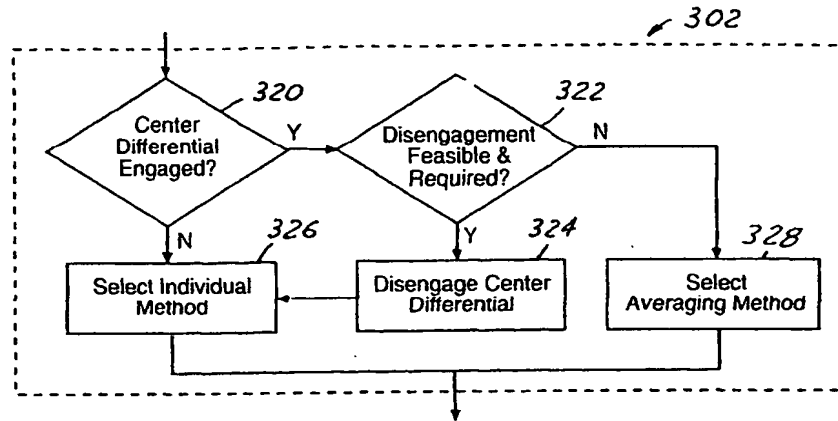 302
320
322
Center
Differential
Engaged?
Y
Disengagement
Feasible &
Required?
N
N
326
Y
324
328
Select Individual
Method
Disengage Center
Differential
Select
Averaging Method